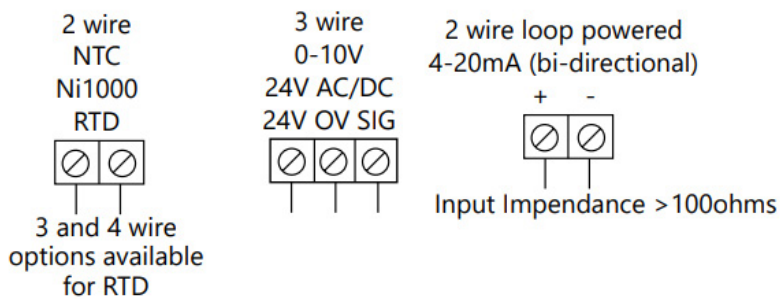 2 wire
NTC
Ni1000
RTD
3 and 4 wire
options available
for RTD
3 wire
0-10V
24V AC/DC
24V OV SIG
2 wire loop powered
4-20mA (bi-directional)
+ -
Input Impendance >100ohms